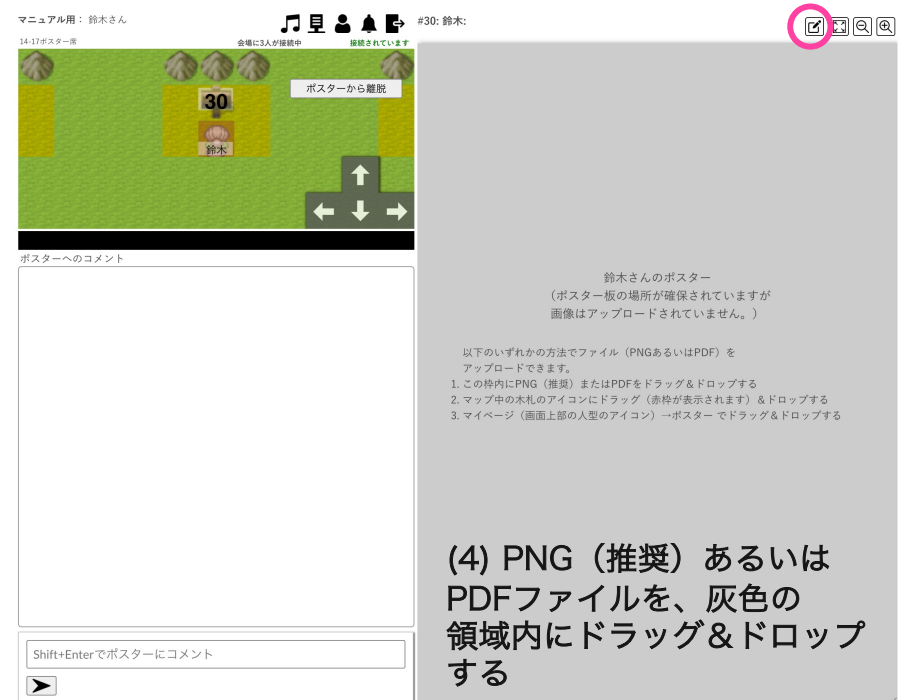 マニュアル用： 鈴木さん
14-17ポスター席
会場に3人が接続中
接続されています
ポスターから離脱
30
鈴木
ポスターへのコメント
Shift+Enterでポスターにコメント
#30: 鈴木:
鈴木さんのポスター
（ポスター板の場所が確保されていますが
画像はアップロードされていません。）
以下のいずれかの方法でファイル（PNGあるいはPDF）を
アップロードできます。
1. この枠内にPNG（推奨）またはPDFをドラッグ＆ドロップする
2. マップ中の木札のアイコンにドラッグ（赤枠が表示されます）＆ドロップする
3. マイページ（画面上部の人型のアイコン）→ポスター でドラッグ＆ドロップする
(4) PNG（推奨）あるいは
PDFファイルを、灰色の
領域内にドラッグ＆ドロップ
する